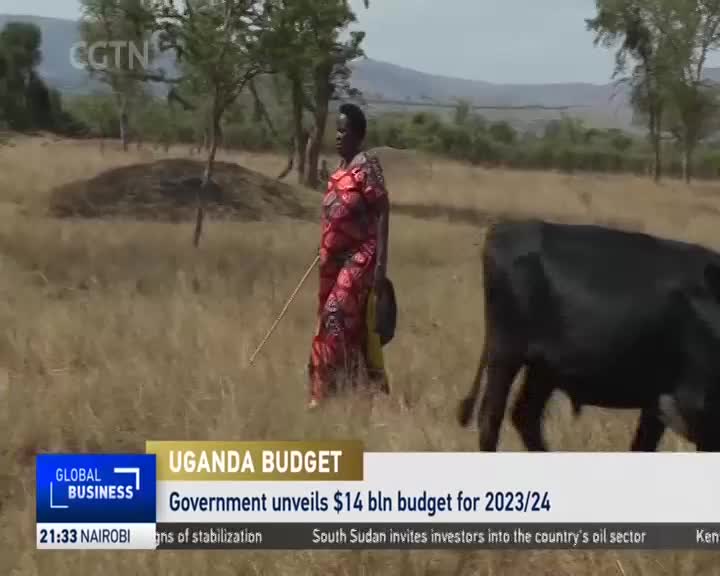 CGTN
UGANDA BUDGET
GLOBAL
BUSINESS
Government unveils $14 bln budget for 2023/24
21:33 NAIROBI
gns of stabilization South Sudan invites investors into the country's oil sector Ken